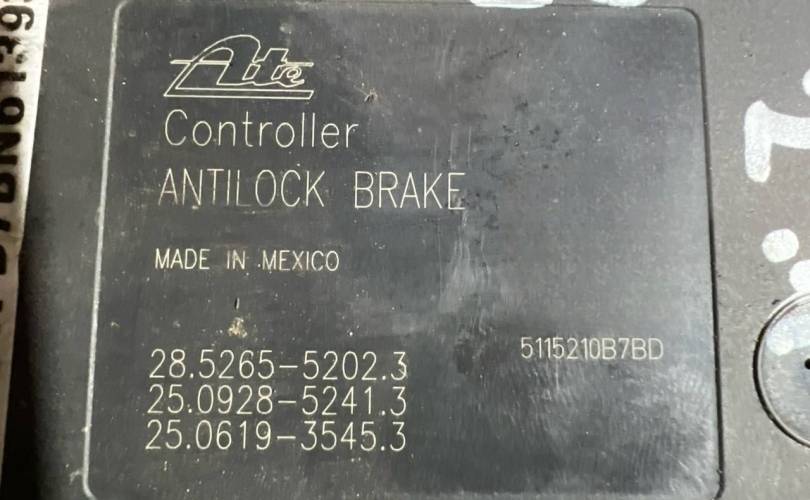 Ate
Controller
ANTILOCK BRAKE
MADE IN MEXICO
5115210B7BD
28.5265-5202.3
25.0928-5241.3
25.0619-3545.3